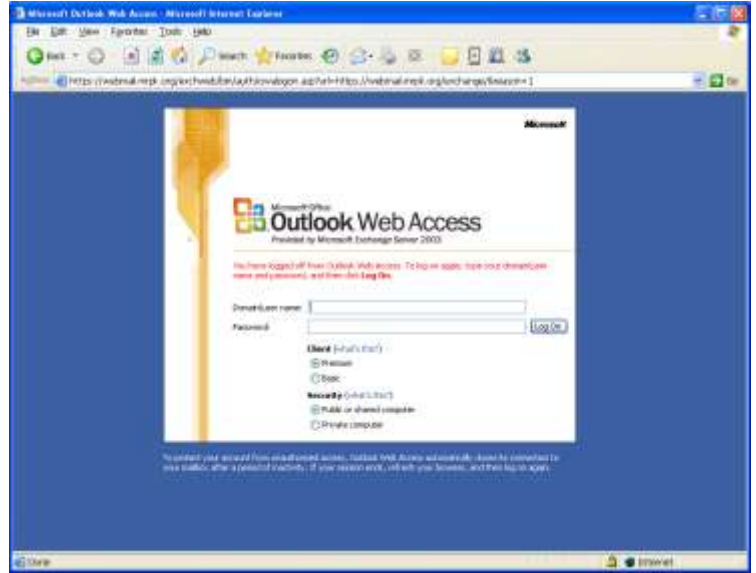 Microsoft Outlook Web Access - Microsoft Internet Explorer
File Edit View Favorites Tools Help
Back Search Favorites
Address Go
Microsoft
Microsoft Office
Outlook Web Access
Provided by Microsoft Exchange Server 2003
You have logged off from Outlook Web Access. To log on again, type your domain\user
name and password, and then click Log On.
Domain\user name:
Password: Log On
Client (what's this?)
Premium
Basic
Security (what's this?)
Public or shared computer
Private computer
To protect your account from unauthorized access, Outlook Web Access automatically closes its connection to
your mailbox after a period of inactivity. If your session ends, refresh your browser, and then log on again.
Done Internet